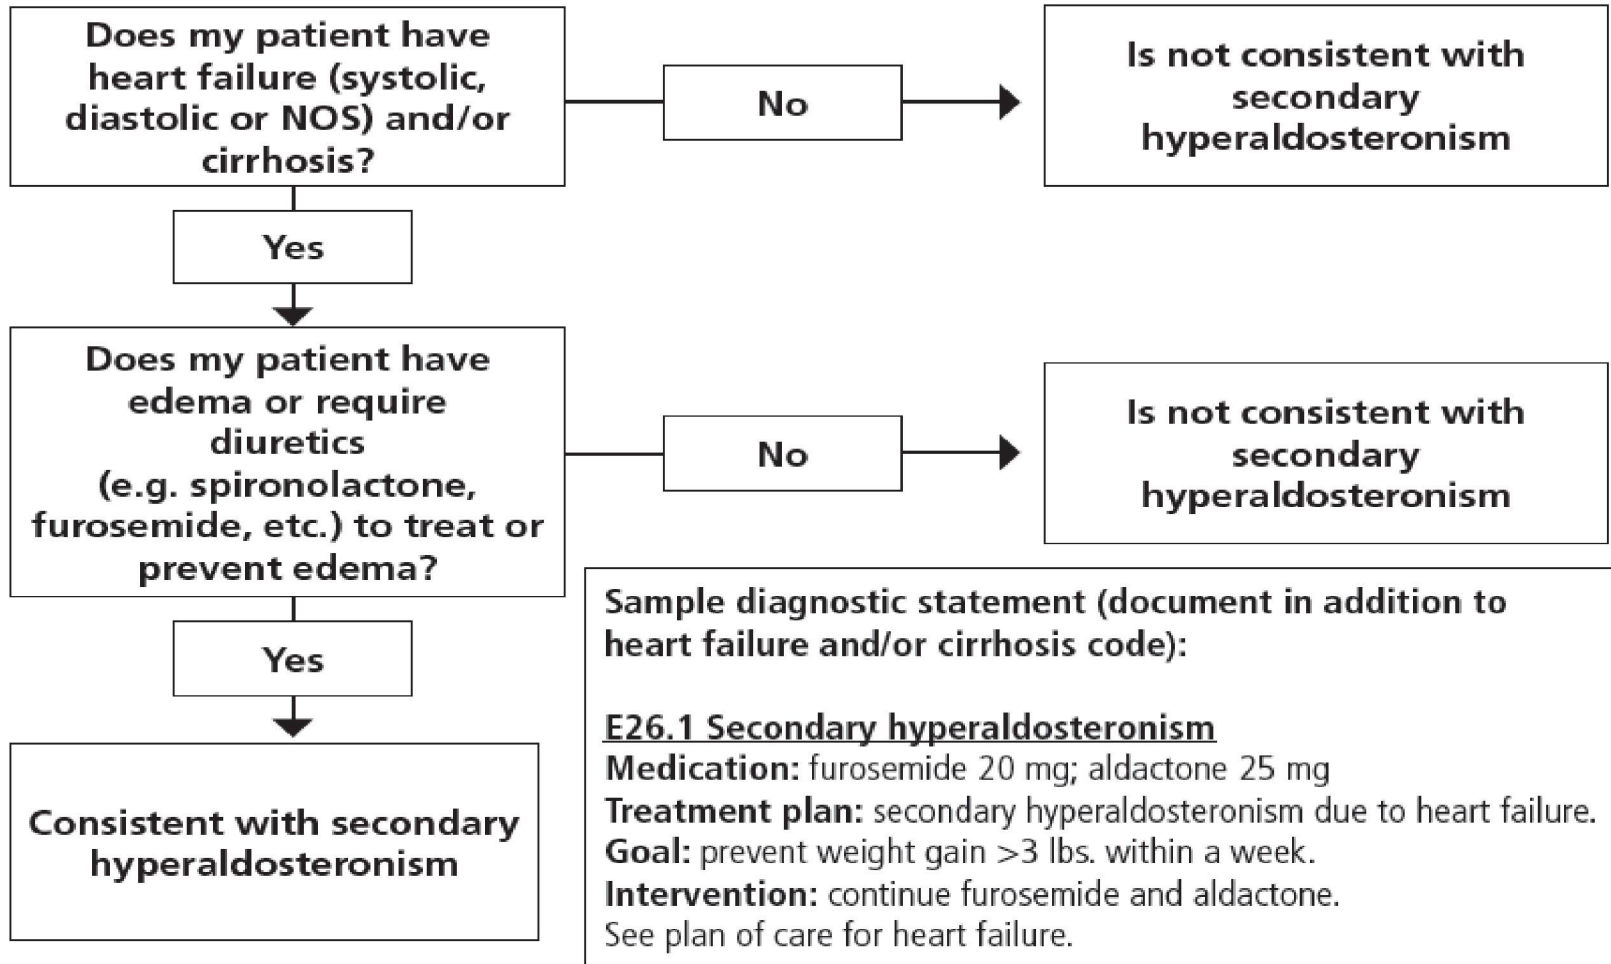 Does my patient have
heart failure (systolic,
diastolic or NOS) and/or
cirrhosis?
No
Is not consistent with
secondary
hyperaldosteronism
Yes
Does my patient have
edema or require
diuretics
(e.g. spironolactone,
furosemide, etc.) to treat or
prevent edema?
No
Is not consistent with
secondary
hyperaldosteronism
Yes
Consistent with secondary
hyperaldosteronism
Sample diagnostic statement (document in addition to
heart failure and/or cirrhosis code):
E26.1 Secondary hyperaldosteronism
Medication: furosemide 20 mg; aldactone 25 mg
Treatment plan: secondary hyperaldosteronism due to heart failure.
Goal: prevent weight gain >3 lbs. within a week.
Intervention: continue furosemide and aldactone.
See plan of care for heart failure.